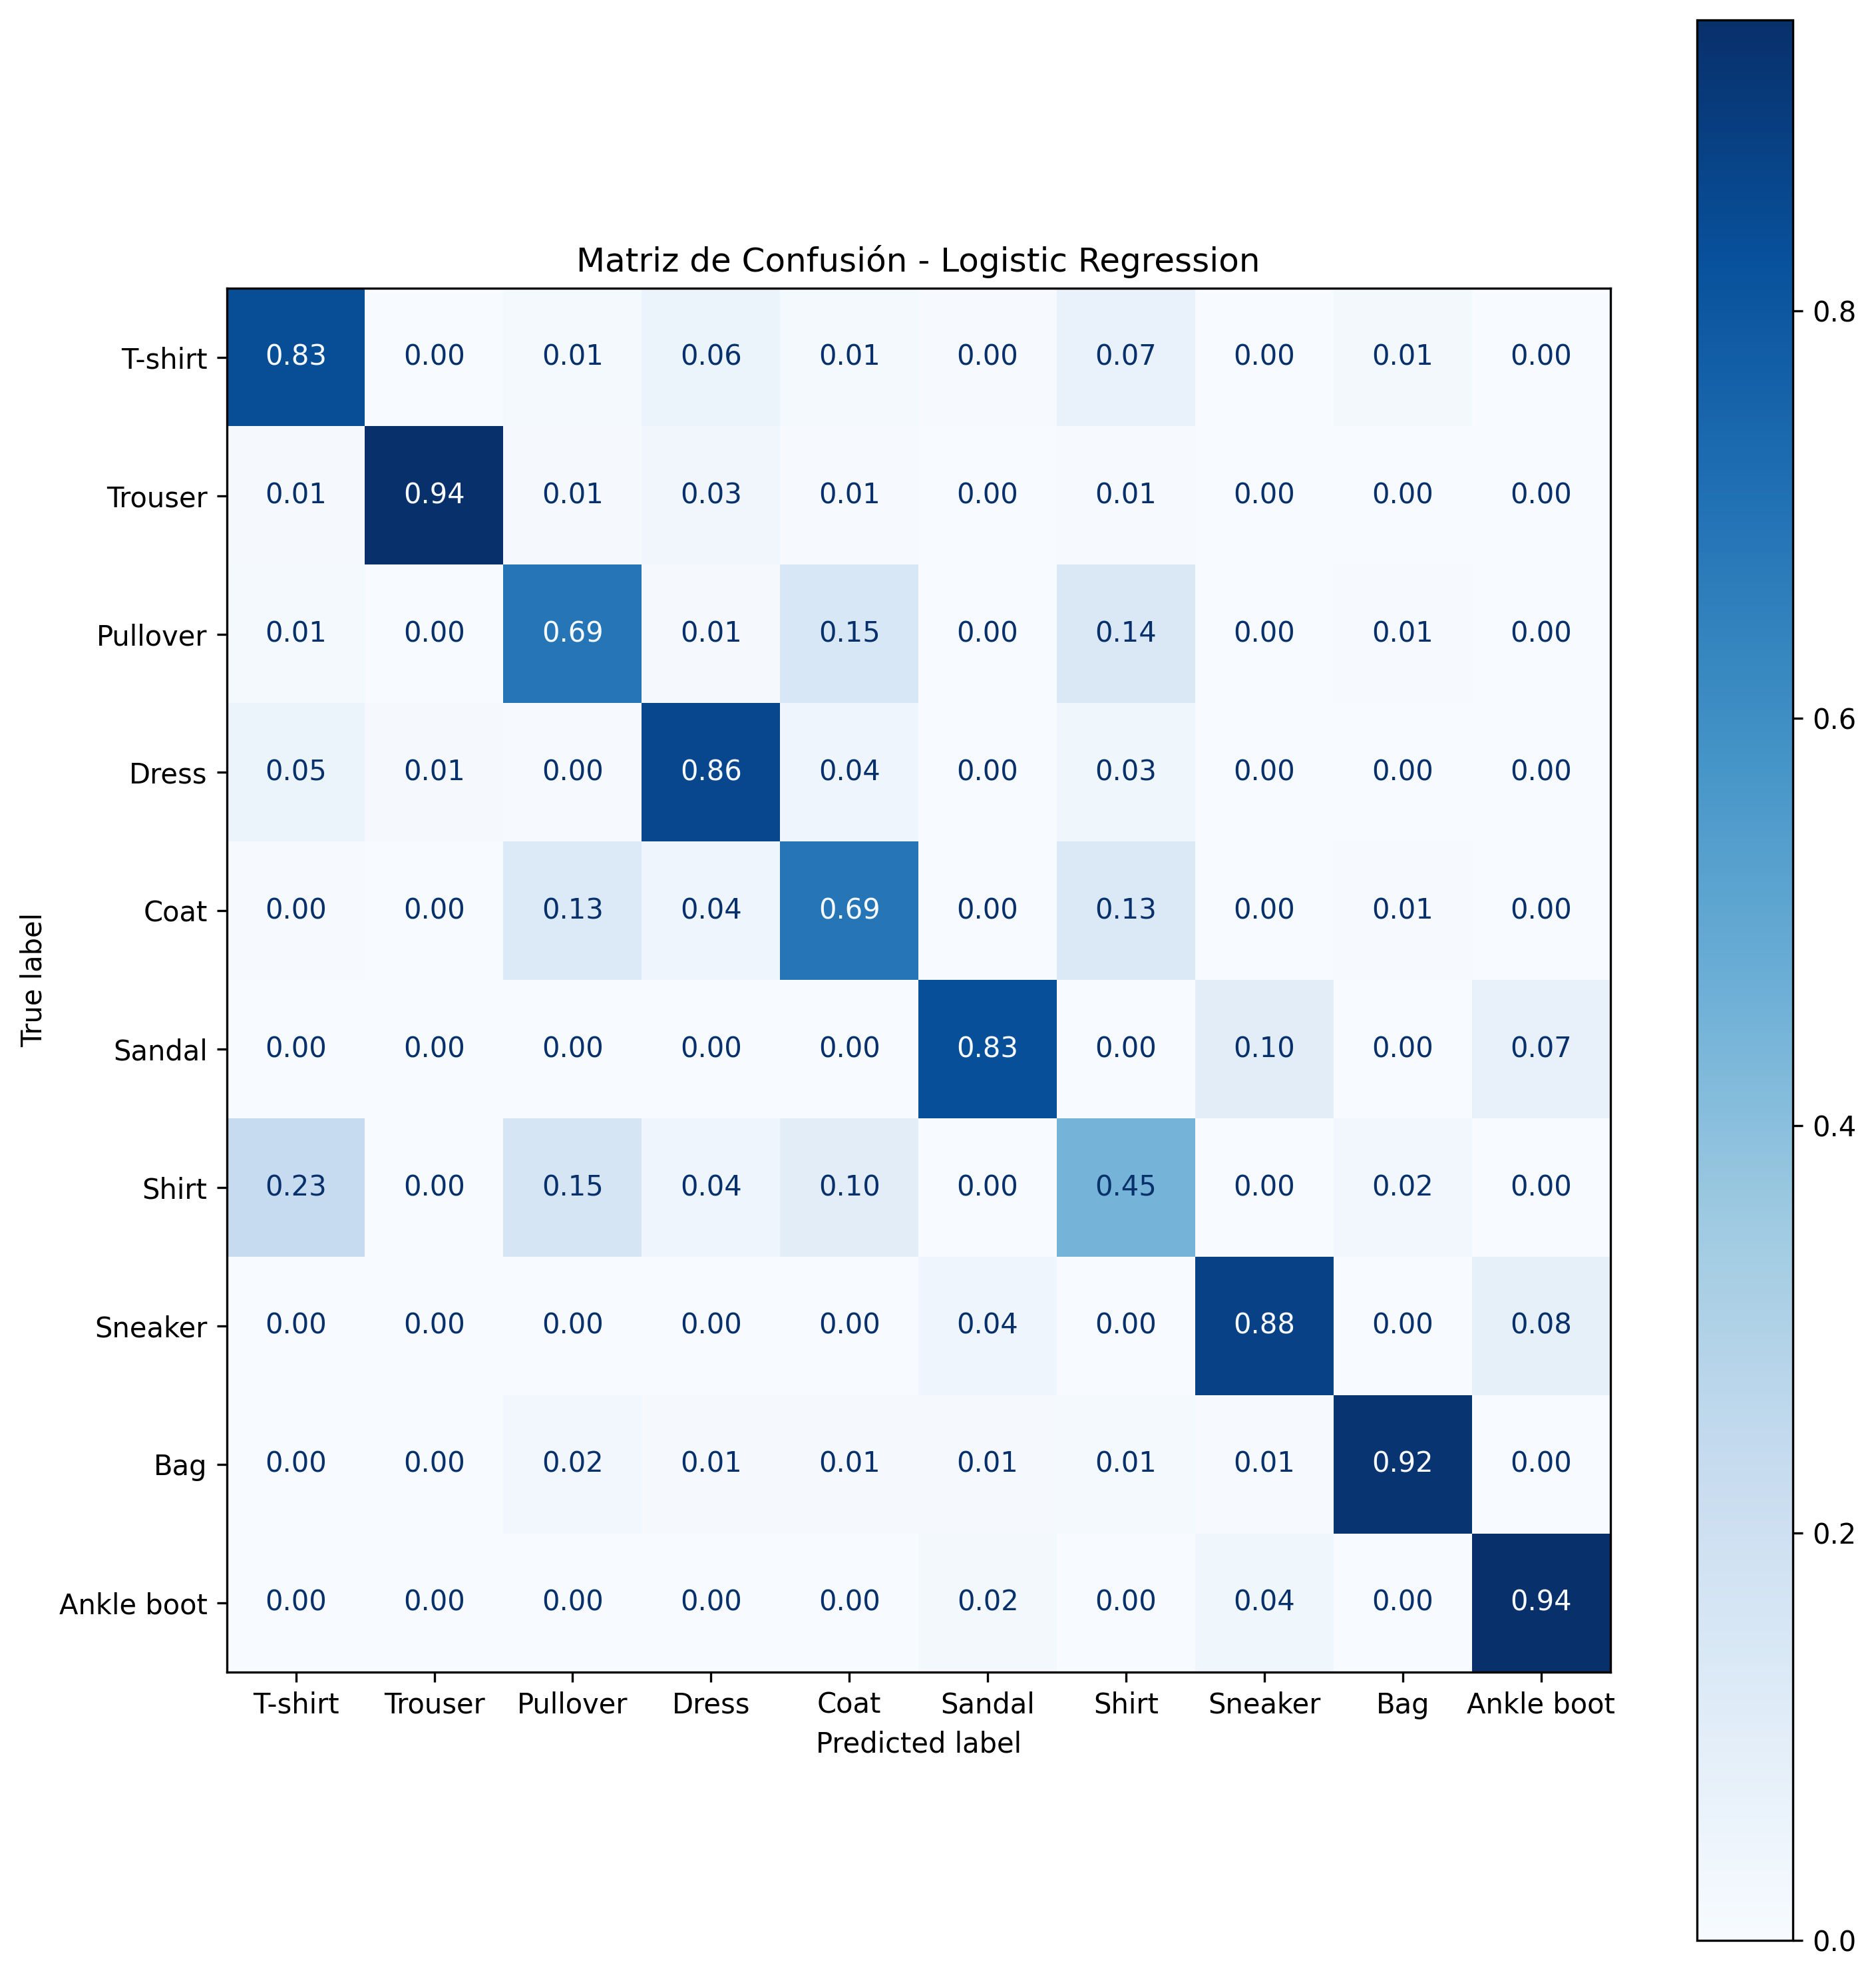 Matriz de Confusión - Logistic Regression
T-shirt 0.83 0.00 0.01 0.06 0.01 0.00 0.07 0.00 0.01 0.00
Trouser 0.01 0.94 0.01 0.03 0.01 0.00 0.01 0.00 0.00 0.00
Pullover 0.01 0.00 0.69 0.01 0.15 0.00 0.14 0.00 0.01 0.00
Dress 0.05 0.01 0.00 0.86 0.04 0.00 0.03 0.00 0.00 0.00
Coat 0.00 0.00 0.13 0.04 0.69 0.00 0.13 0.00 0.01 0.00
Sandal 0.00 0.00 0.00 0.00 0.00 0.83 0.00 0.10 0.00 0.07
Shirt 0.23 0.00 0.15 0.04 0.10 0.00 0.45 0.00 0.02 0.00
Sneaker 0.00 0.00 0.00 0.00 0.00 0.04 0.00 0.88 0.00 0.08
Bag 0.00 0.00 0.02 0.01 0.01 0.01 0.01 0.01 0.92 0.00
Ankle boot 0.00 0.00 0.00 0.00 0.00 0.02 0.00 0.04 0.00 0.94
T-shirt Trouser Pullover Dress Coat Sandal Shirt Sneaker Bag Ankle boot
Predicted label
True label
0.8
0.6
0.4
0.2
0.0